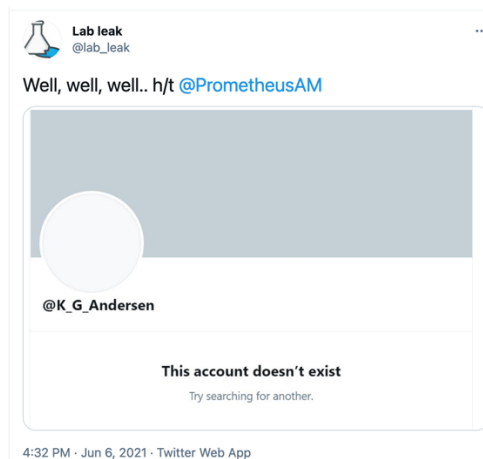 Lab leak
@lab_leak
Well, well, well.. h/t @PrometheusAM
@K_G_Andersen
This account doesn’t exist
Try searching for another.
4:32 PM · Jun 6, 2021 · Twitter Web App